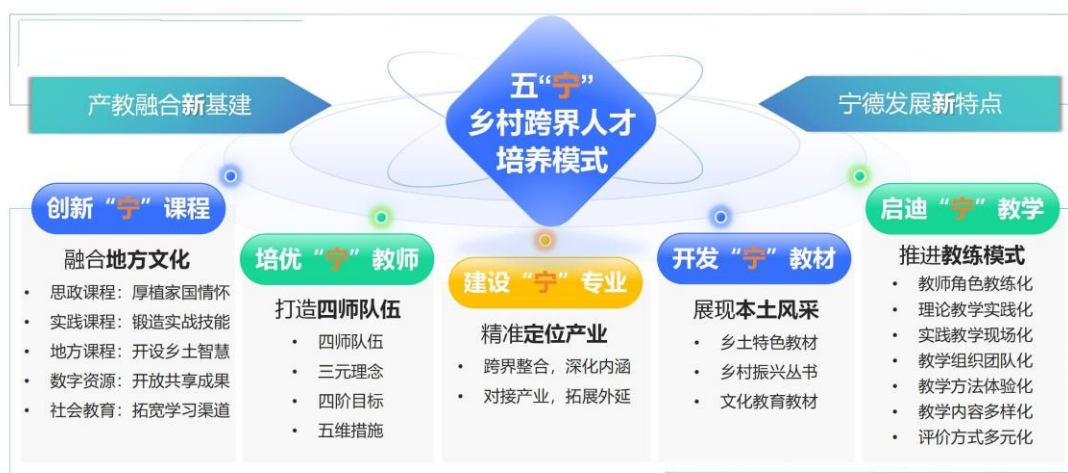 产教融合新基建
五“宁”
乡村跨界人才
培养模式
宁德发展新特点
创新“宁”课程
融合地方文化
• 思政课程：厚植家国情怀
• 实践课程：锻造实战技能
• 地方课程：开设乡土智慧
• 数字资源：开放共享成果
• 社会教育：拓宽学习渠道
培优“宁”教师
打造四师队伍
• 四师队伍
• 三元理念
• 四阶目标
• 五维措施
建设“宁”专业
精准定位产业
• 跨界整合，深化内涵
• 对接产业，拓展外延
开发“宁”教材
展现本土风采
• 乡土特色教材
• 乡村振兴丛书
• 文化教育教材
启迪“宁”教学
推进教练模式
• 教师角色教练化
• 理论教学实践化
• 实践教学现场化
• 教学组织团队化
• 教学方法体验化
• 教学内容多样化
• 评价方式多元化